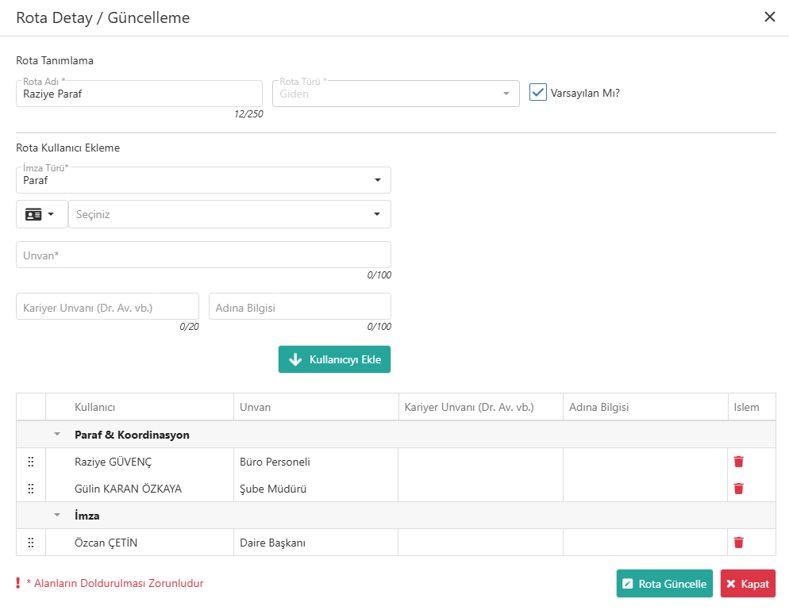 Rota Detay / Güncelleme
Rota Tanımlama
Rota Adı *
Raziye Paraf
12/250
Rota Türü *
Giden
Varsayılan Mı?
Rota Kullanıcı Ekleme
İmza Türü*
Paraf
Seçiniz
Unvan*
0/100
Kariyer Unvanı (Dr. Av. vb.)
0/20
Adına Bilgisi
0/100
Kullanıcıyı Ekle
Kullanıcı Unvan Kariyer Unvanı (Dr. Av. vb.) Adına Bilgisi Islem
Paraf & Koordinasyon
Raziye GÜVENÇ Büro Personeli
Gülin KARAN ÖZKAYA Şube Müdürü
İmza
Özcan ÇETİN Daire Başkanı
* Alanların Doldurulması Zorunludur
Rota Güncelle
Kapat